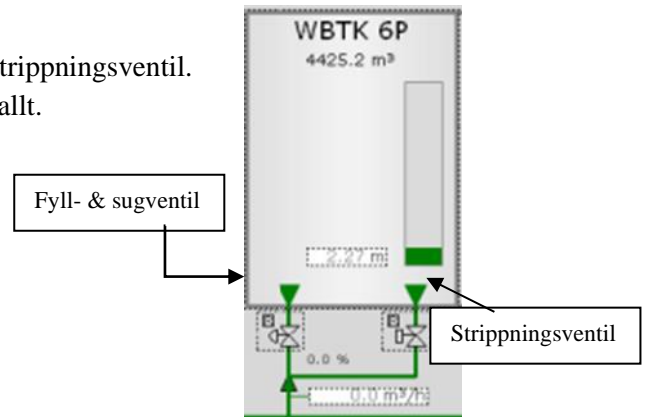 trippningsventil.
allt.
WBTK 6P
4425.2 m³
Fyll- & sugventil
2.27 m
Strippningsventil
0.0 %
0.0 m³/h